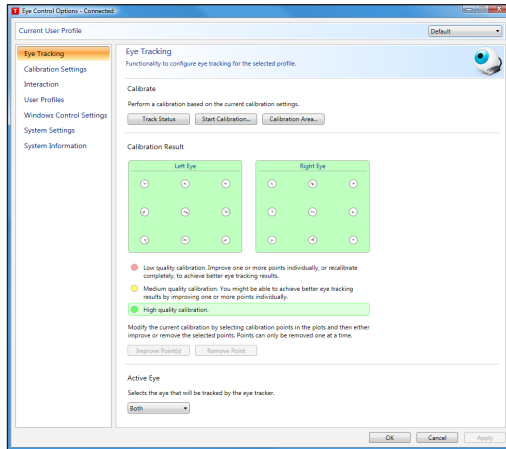 T Eye Control Options - Connected
Current User Profile
Default
Eye Tracking
Calibration Settings
Interaction
User Profiles
Windows Control Settings
System Settings
System Information
Eye Tracking
Functionality to configure eye tracking for the selected profile.
Calibrate
Perform a calibration based on the current calibration settings.
Track Status
Start Calibration...
Calibration Area...
Calibration Result
Left Eye
Right Eye
Low quality calibration. Improve one or more points individually, or recalibrate
completely, to achieve better eye tracking results.
Medium quality calibration. You might be able to achieve better eye tracking
results by improving one or more points individually.
High quality calibration.
Modify the current calibration by selecting calibration points in the plots and then either
improve or remove the selected points. Points can only be removed one at a time.
Improve Point(s)
Remove Point
Active Eye
Selects the eye that will be tracked by the eye tracker.
Both
OK
Cancel
Apply